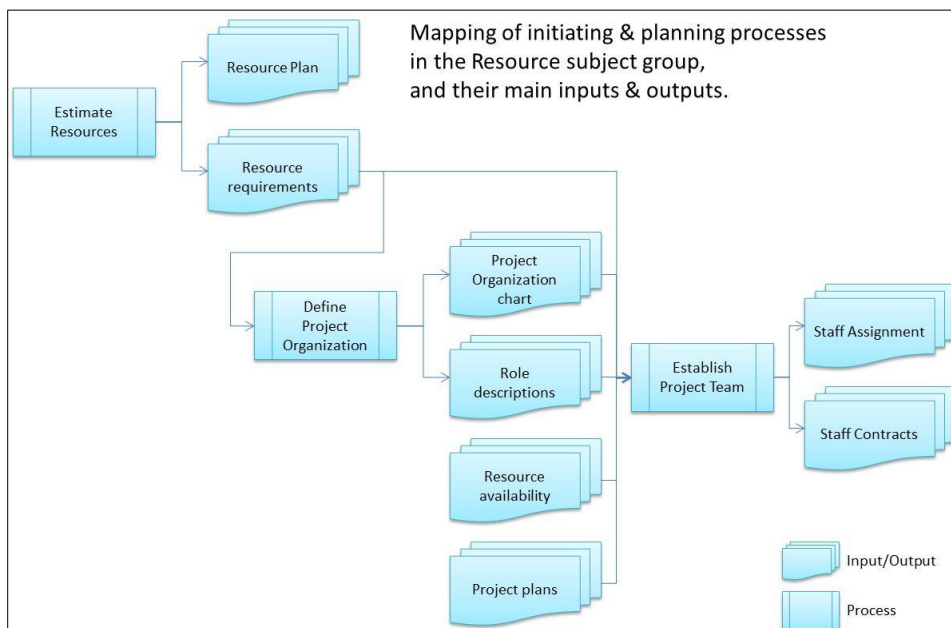 Mapping of initiating & planning processes
in the Resource subject group,
and their main inputs & outputs.
Resource Plan
Estimate
Resources
Resource
requirements
Project
Organization
chart
Define
Project
Organization
Role
descriptions
Establish
Project Team
Staff Assignment
Staff Contracts
Resource
availability
Project plans
Input/Output
Process